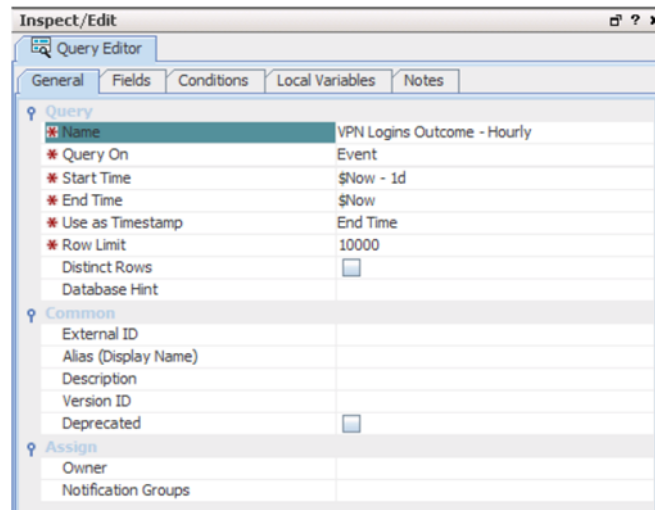 Inspect/Edit
Query Editor
General Fields Conditions Local Variables Notes
Query
* Name VPN Logins Outcome - Hourly
* Query On Event
* Start Time $Now - 1d
* End Time $Now
* Use as Timestamp End Time
* Row Limit 10000
Distinct Rows
Database Hint
Common
External ID
Alias (Display Name)
Description
Version ID
Deprecated
Assign
Owner
Notification Groups